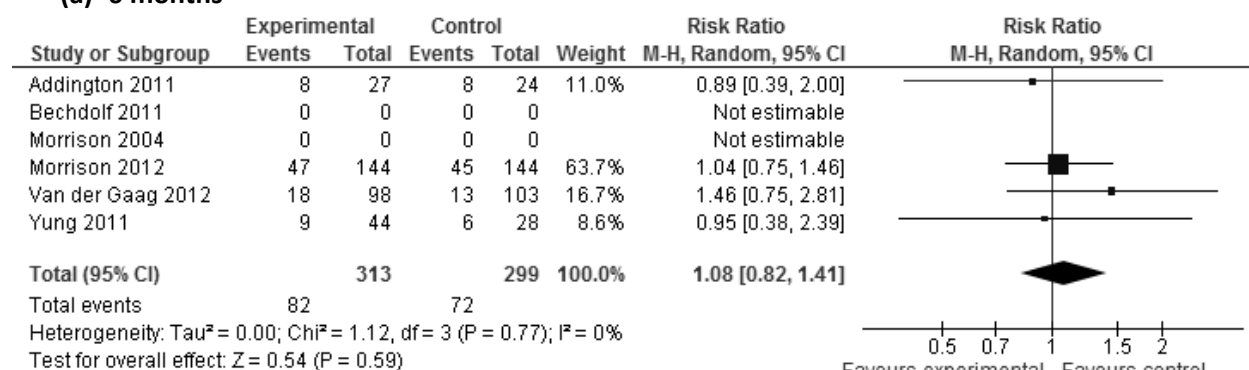 6 months
Experimental Control Risk Ratio Risk Ratio
Study or Subgroup Events Total Events Total Weight M-H, Random, 95% CI M-H, Random, 95% CI
Addington 2011 8 27 8 24 11.0% 0.89 [0.39, 2.00]
Bechdolf 2011 0 0 0 0 Not estimable
Morrison 2004 0 0 0 0 Not estimable
Morrison 2012 47 144 45 144 63.7% 1.04 [0.75, 1.46]
Van der Gaag 2012 18 98 13 103 16.7% 1.46 [0.75, 2.81]
Yung 2011 9 44 6 28 8.6% 0.95 [0.38, 2.39]
Total (95% CI) 313 299 100.0% 1.08 [0.82, 1.41]
Total events 82 72
Heterogeneity: Tau² = 0.00; Chi² = 1.12, df = 3 (P = 0.77); I² = 0%
Test for overall effect: Z = 0.54 (P = 0.59)
0.5 0.7 1 1.5 2
Favours experimental Favours control